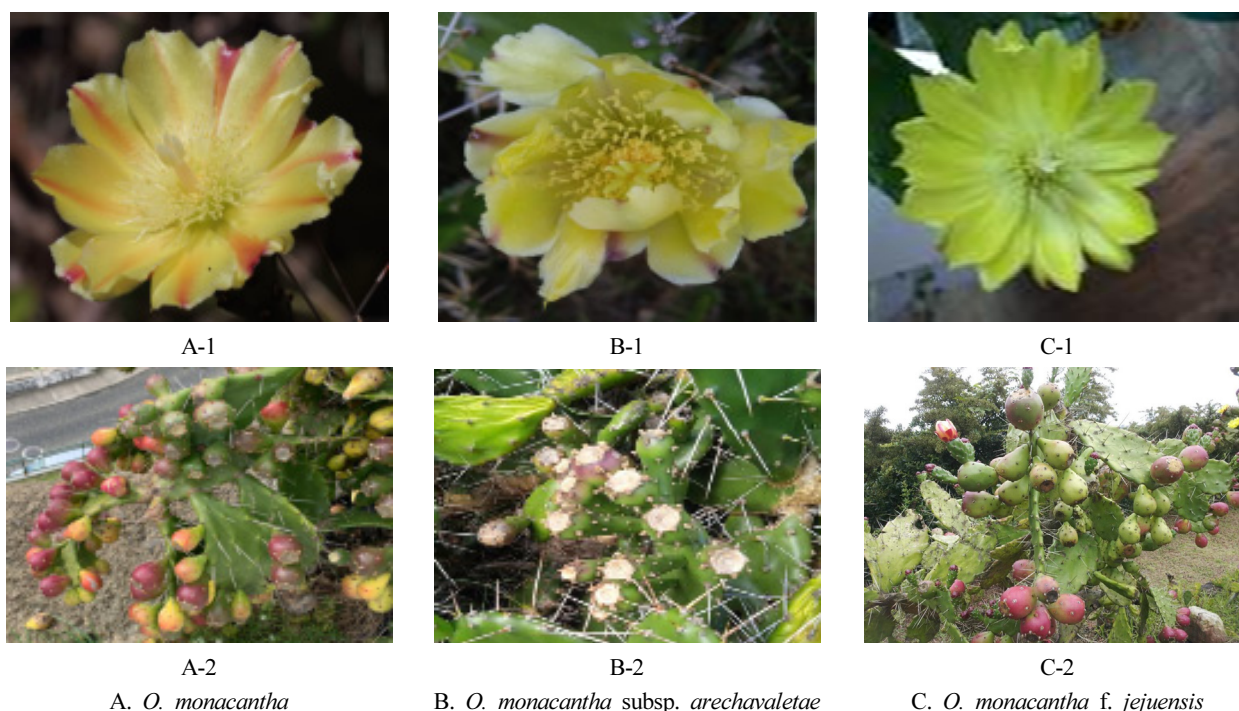 A-1 B-1 C-1
A-2 B-2 C-2
A. O. monacantha B. O. monacantha subsp. arechavaletae C. O. monacantha f. jejuensis